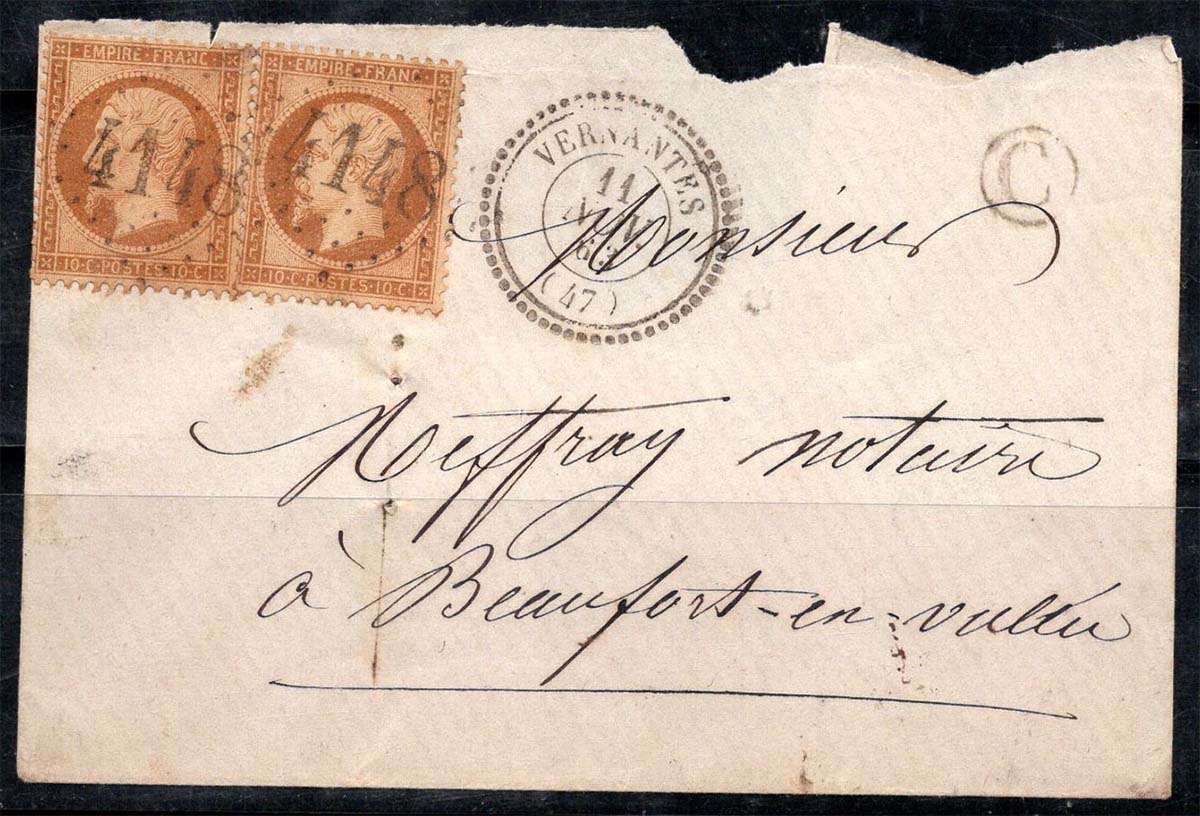 EMPIRE-FRANC
4148
10·C·POSTES·10·C
EMPIRE-FRANC
4148
10·C·POSTES·10·C
VERNANTES
11
(47)
C
Monsieur
Neffray notaire
à Beaufort-en-vallée